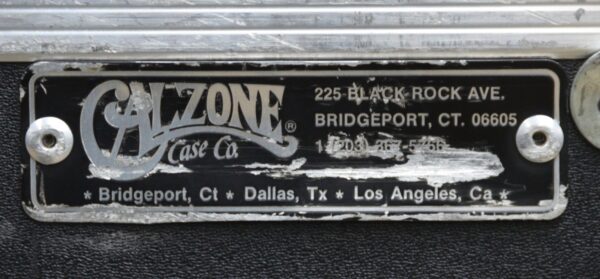 CALZONE®
Case Co.
225 BLACK ROCK AVE.
BRIDGEPORT, CT. 06605
* Bridgeport, Ct * Dallas, Tx * Los Angeles, Ca *